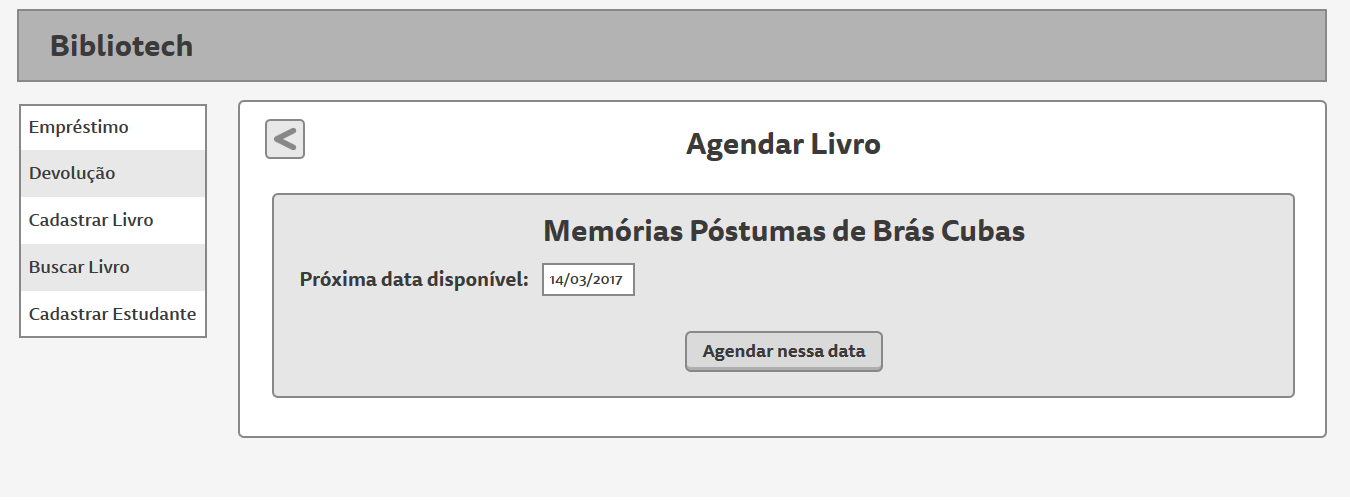 Bibliotech
Empréstimo
Devolução
Cadastrar Livro
Buscar Livro
Cadastrar Estudante
<
Agendar Livro
Memórias Póstumas de Brás Cubas
Próxima data disponível: 14/03/2017
Agendar nessa data